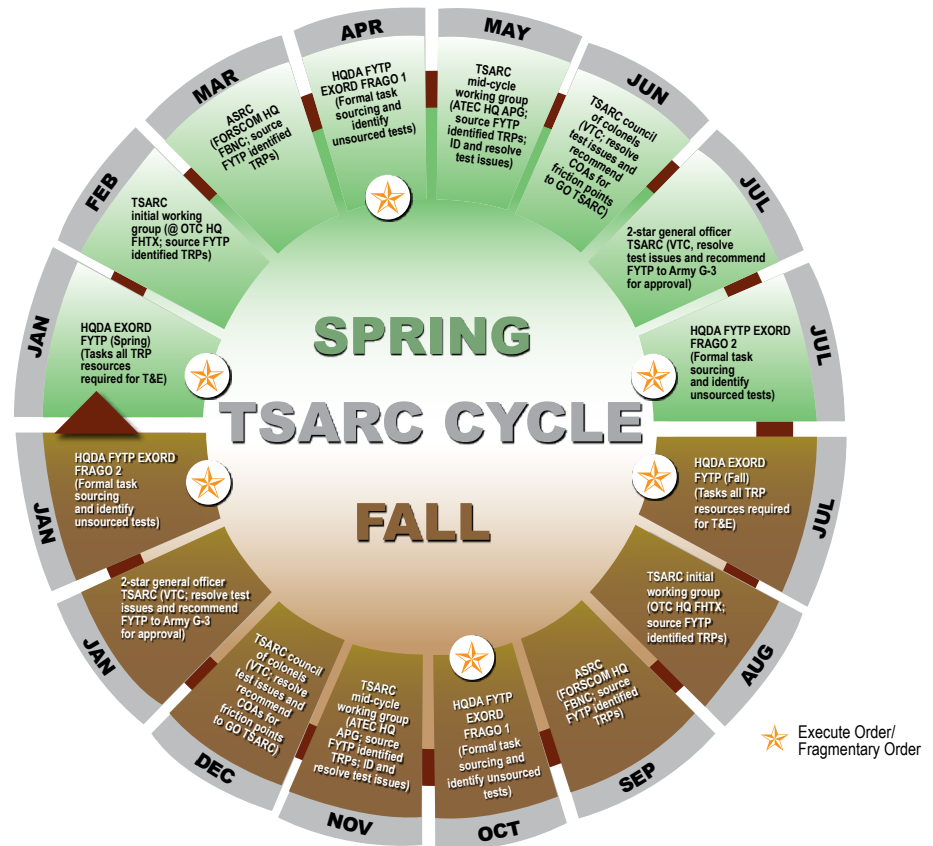 JAN
HQDA EXORD
FYTP (Spring)
(Tasks all TRP
resources
required for T&E)
FEB
TSARC
initial working
group (@ OTC HQ
FHTX; source FYTP
identified TRPs)
MAR
ASRC
(FORSCOM HQ
FBNC; source
FYTP identified
TRPs)
APR
HQDA FYTP
EXORD FRAGO 1
(Formal task
sourcing and
identify
unsourced tests)
MAY
TSARC
mid-cycle
working group
(ATEC HQ APG;
source FYTP
identified TRPs;
ID and resolve
test issues)
JUN
TSARC council
of colonels
(VTC; resolve
test issues and
recommend
COAs for
friction points
to GO TSARC)
JUL
2-star general officer
TSARC (VTC, resolve
test issues and recommend
FYTP to Army G-3
for approval)
JUL
HQDA FYTP EXORD
FRAGO 2
(Formal task
sourcing
and identify
unsourced tests)
SPRING
TSARC CYCLE
FALL
JUL
HQDA EXORD
FYTP (Fall)
(Tasks all TRP
resources required
for T&E)
AUG
TSARC initial
working group
(OTC HQ FHTX;
source FYTP
identified TRPs)
SEP
ASRC
(FORSCOM HQ
FBNC; source
FYTP identified
TRPs)
OCT
HQDA FYTP
EXORD
FRAGO 1
(Formal task
sourcing and
identify unsourced
tests)
NOV
TSARC
mid-cycle
working group
(ATEC HQ
APG; source
FYTP identified
TRPs; ID and
resolve test issues)
DEC
TSARC council
of colonels
(VTC; resolve
test issues and
recommend
COAs for
friction points
to GO TSARC)
JAN
2-star general officer
TSARC (VTC; resolve test
issues and recommend
FYTP to Army G-3
for approval)
JAN
HQDA FYTP EXORD
FRAGO 2
(Formal task
sourcing
and identify
unsourced tests)
Execute Order/
Fragmentary Order